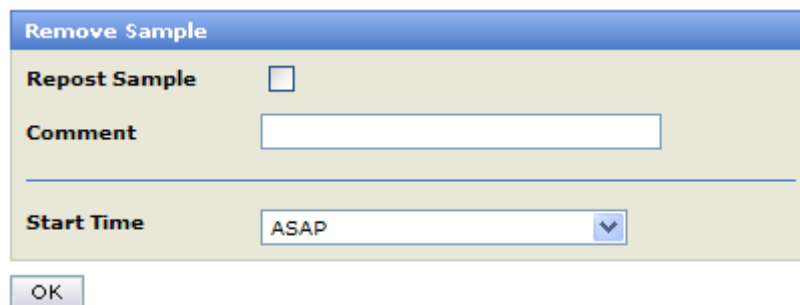 Remove Sample
Repost Sample
Comment
Start Time
ASAP
OK